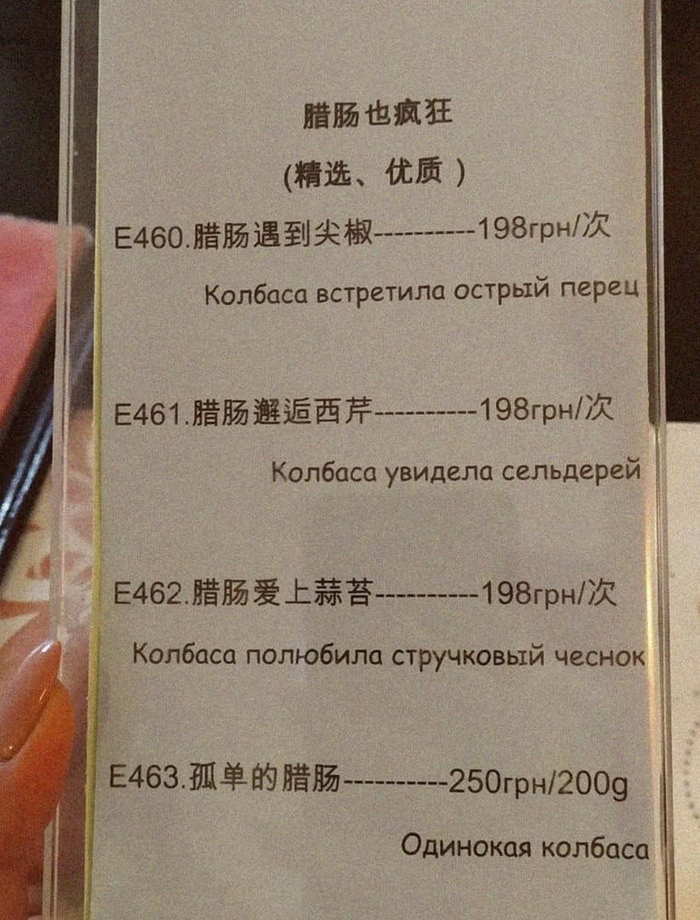 腊肠也疯狂
(精选、优质 )
E460.腊肠遇到尖椒----------198грн/次
Колбаса встретила острый перец
E461.腊肠邂逅西芹----------198грн/次
Колбаса увидела сельдерей
E462.腊肠爱上蒜苔----------198грн/次
Колбаса полюбила стручковый чеснок
E463.孤单的腊肠----------250грн/200g
Одинокая колбаса